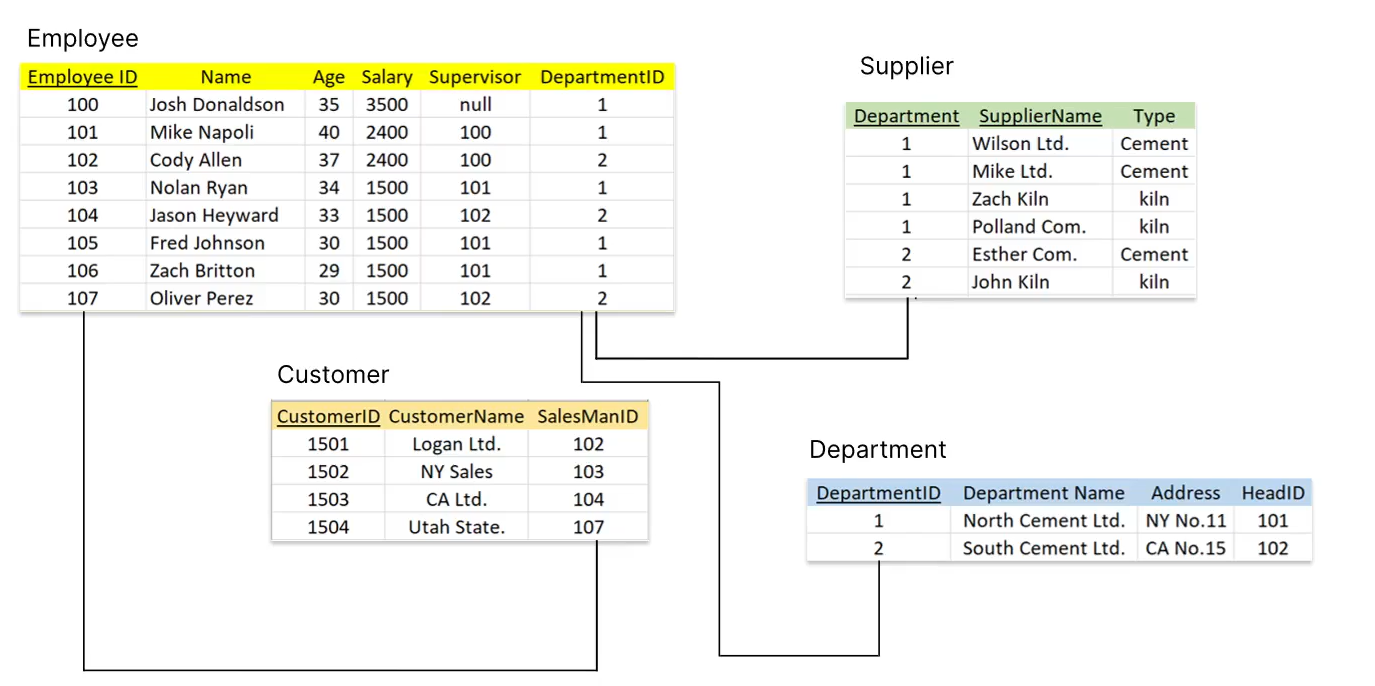 Employee
Employee ID Name Age Salary Supervisor DepartmentID
100 Josh Donaldson 35 3500 null 1
101 Mike Napoli 40 2400 100 1
102 Cody Allen 37 2400 100 2
103 Nolan Ryan 34 1500 101 1
104 Jason Heyward 33 1500 102 2
105 Fred Johnson 30 1500 101 1
106 Zach Britton 29 1500 101 1
107 Oliver Perez 30 1500 102 2
Supplier
Department SupplierName Type
1 Wilson Ltd. Cement
1 Mike Ltd. Cement
1 Zach Kiln kiln
1 Polland Com. kiln
2 Esther Com. Cement
2 John Kiln kiln
Customer
CustomerID CustomerName SalesManID
1501 Logan Ltd. 102
1502 NY Sales 103
1503 CA Ltd. 104
1504 Utah State. 107
Department
DepartmentID Department Name Address HeadID
1 North Cement Ltd. NY No.11 101
2 South Cement Ltd. CA No.15 102